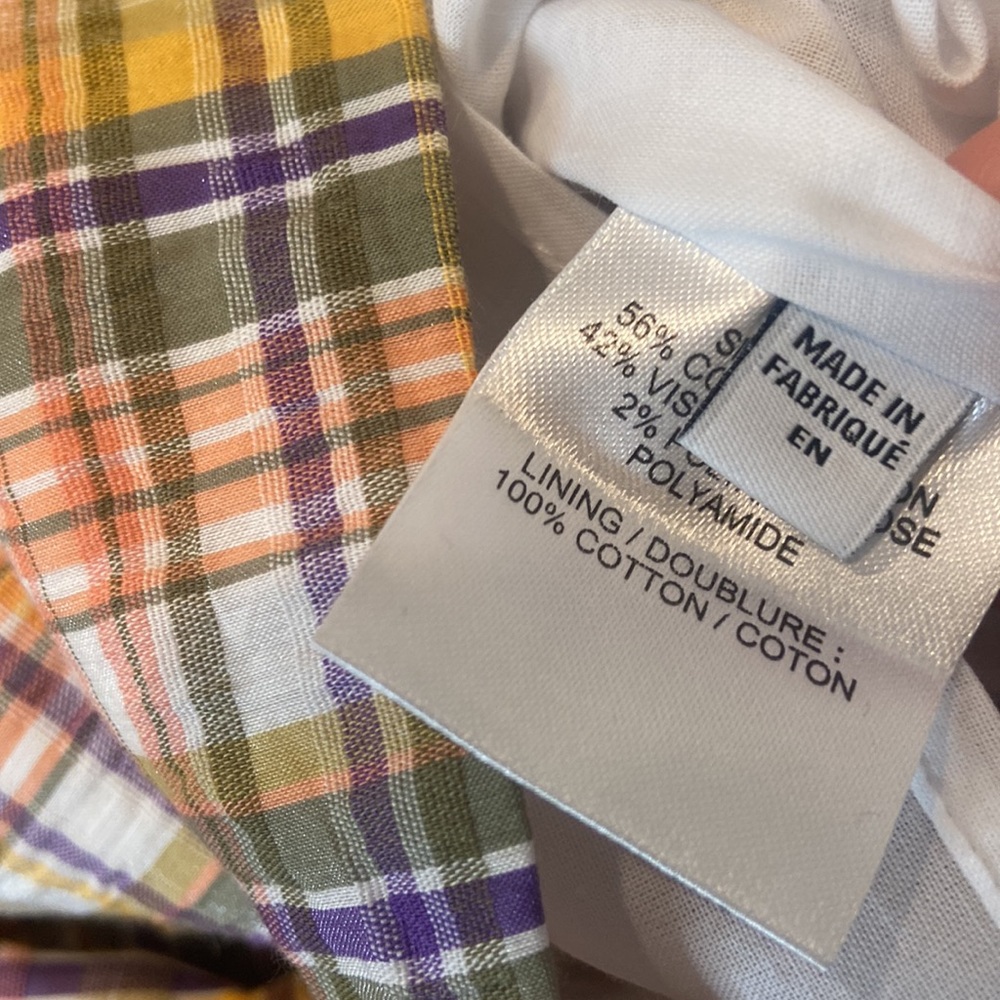 56% CO
42% VIS
2%
POLYAMIDE
LINING / DOUBLURE :
100% COTTON / COTON
MADE IN
FABRIQUÉ
EN